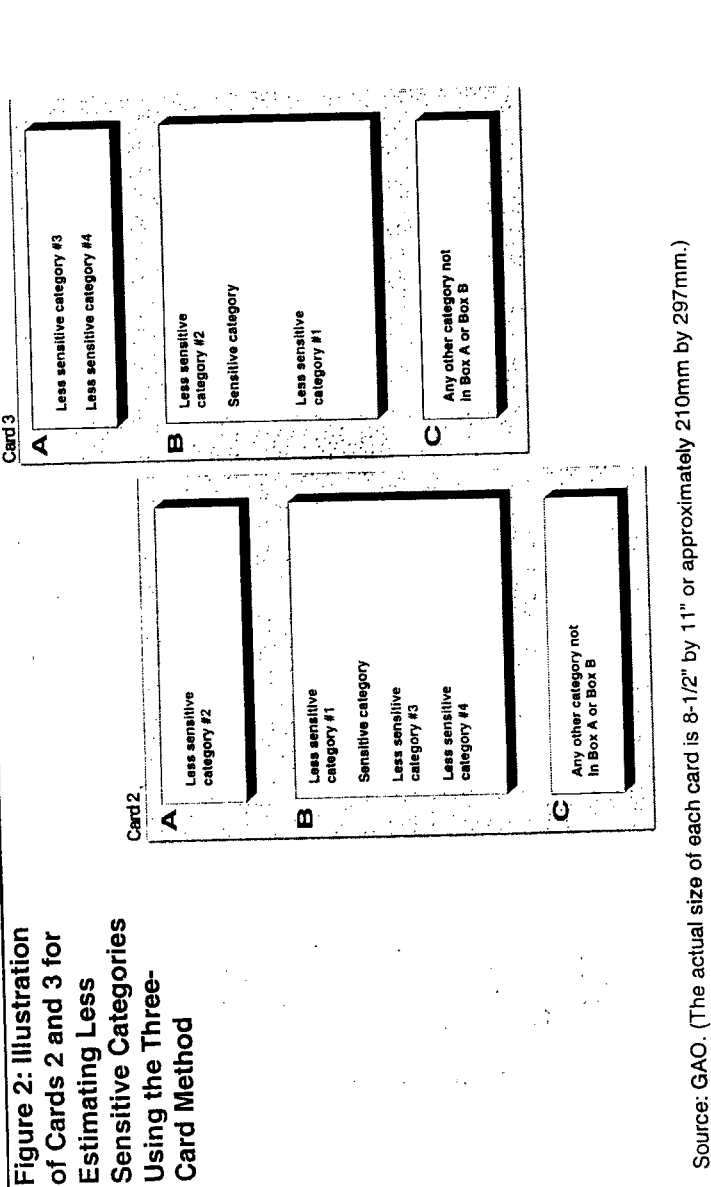 Figure 2: Illustration
of Cards 2 and 3 for
Estimating Less
Sensitive Categories
Using the Three-
Card Method
Card 2
A
Less sensitive
category #2
B
Less sensitive
category #1
Sensitive category
Less sensitive
category #3
Less sensitive
category #4
C
Any other category not
In Box A or Box B
Card 3
A
Less sensitive category #3
Less sensitive category #4
B
Less sensitive
category #2
Sensitive category
Less sensitive
category #1
C
Any other category not
In Box A or Box B
Source: GAO. (The actual size of each card is 8-1/2" by 11" or approximately 210mm by 297mm.)